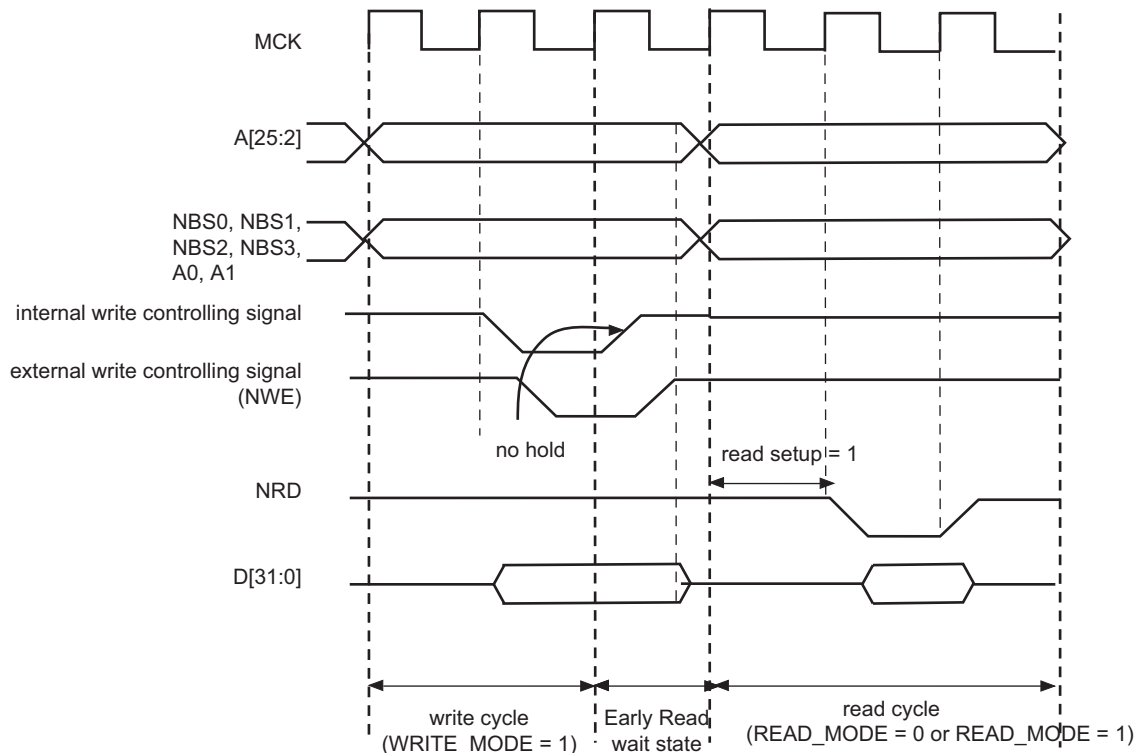 MCK
A[25:2]
NBS0, NBS1,
NBS2, NBS3,
A0, A1
internal write controlling signal
external write controlling signal
(NWE)
no hold
read setup = 1
NRD
D[31:0]
write cycle
(WRITE_MODE = 1)
Early Read
wait state
read cycle
(READ_MODE = 0 or READ_MODE = 1)